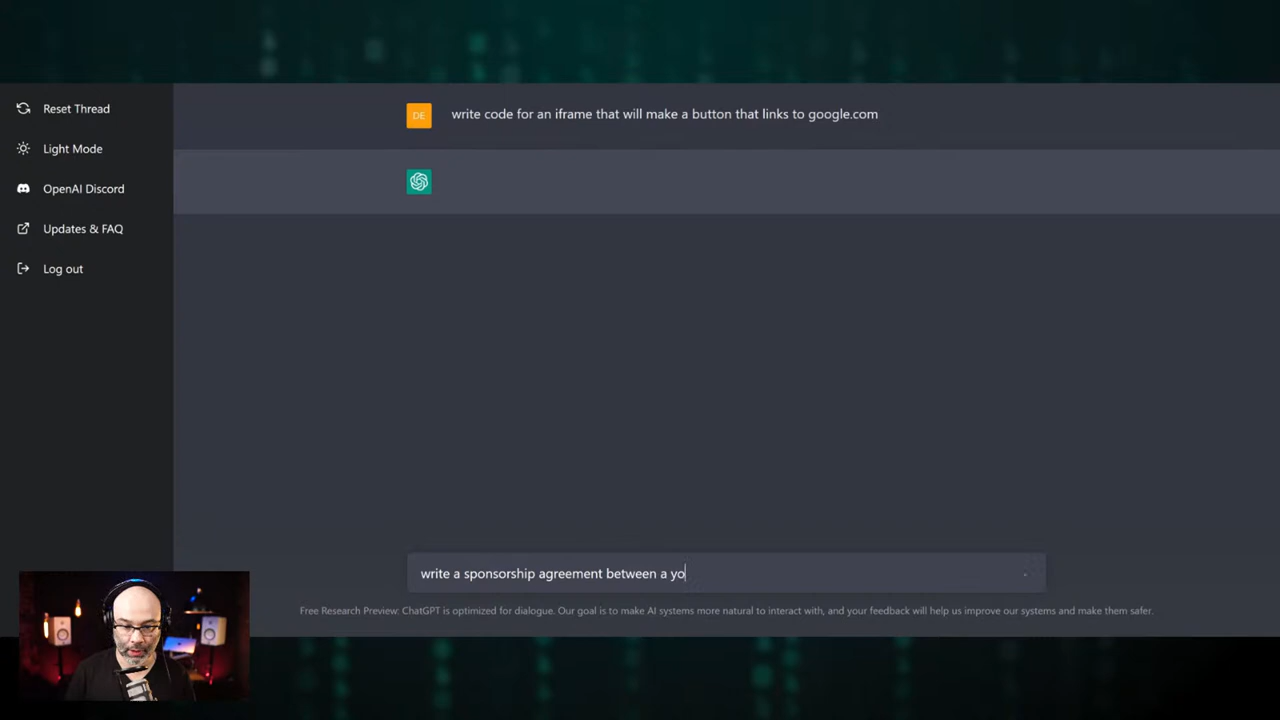 Reset Thread
Light Mode
OpenAI Discord
Updates & FAQ
Log out
DE
write code for an iframe that will make a button that links to google.com
write a sponsorship agreement between a yo
Free Research Preview: ChatGPT is optimized for dialogue. Our goal is to make AI systems more natural to interact with, and your feedback will help us improve our systems and make them safer.